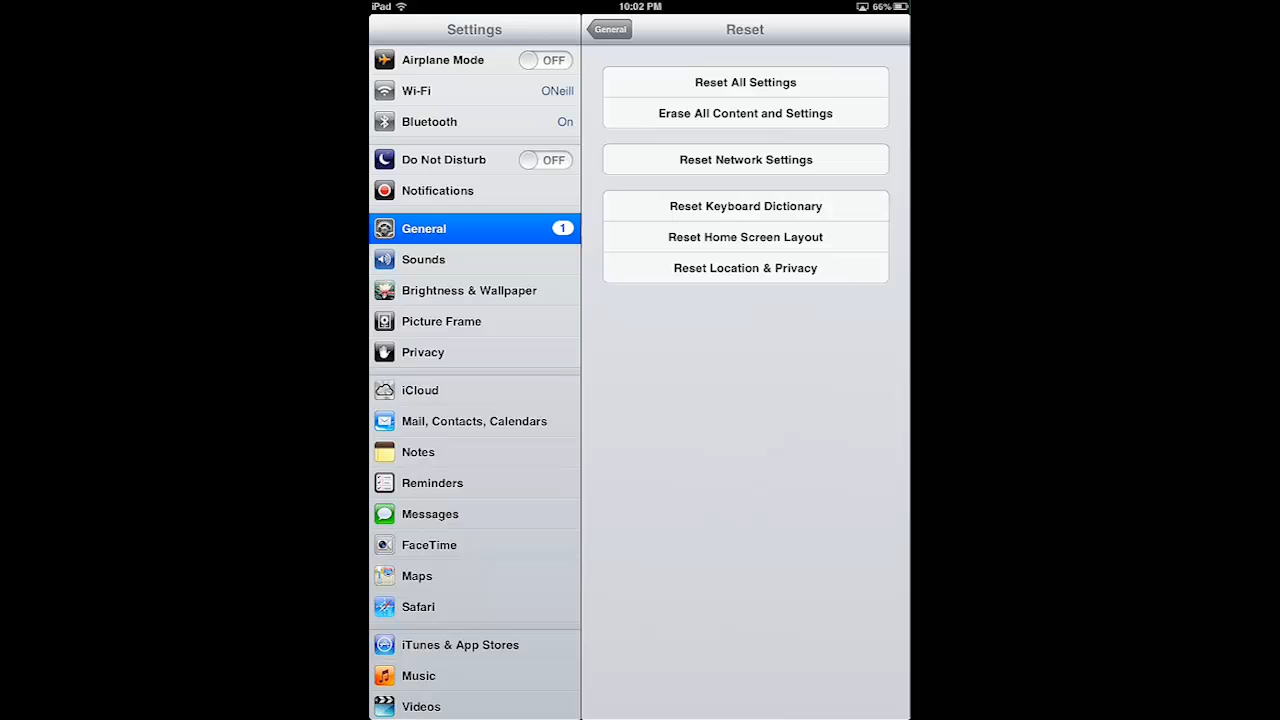 iPad 10:02 PM 66%
Settings
Airplane Mode OFF
Wi-Fi ONeill
Bluetooth On
Do Not Disturb OFF
Notifications
General 1
Sounds
Brightness & Wallpaper
Picture Frame
Privacy
iCloud
Mail, Contacts, Calendars
Notes
Reminders
Messages
FaceTime
Maps
Safari
iTunes & App Stores
Music
Videos
General
Reset
Reset All Settings
Erase All Content and Settings
Reset Network Settings
Reset Keyboard Dictionary
Reset Home Screen Layout
Reset Location & Privacy